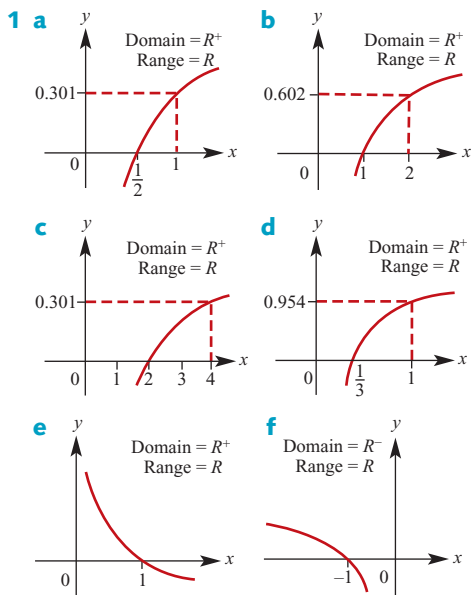 1 a
y
Domain = R⁺
Range = R
0.301
0
1/2
1
x
b
y
Domain = R⁺
Range = R
0.602
0
1
2
x
c
y
Domain = R⁺
Range = R
0.301
0
1
2
3
4
x
d
y
Domain = R⁺
Range = R
0.954
0
1/3
1
x
e
y
Domain = R⁺
Range = R
0
1
x
f
y
Domain = R⁻
Range = R
−1
0
x